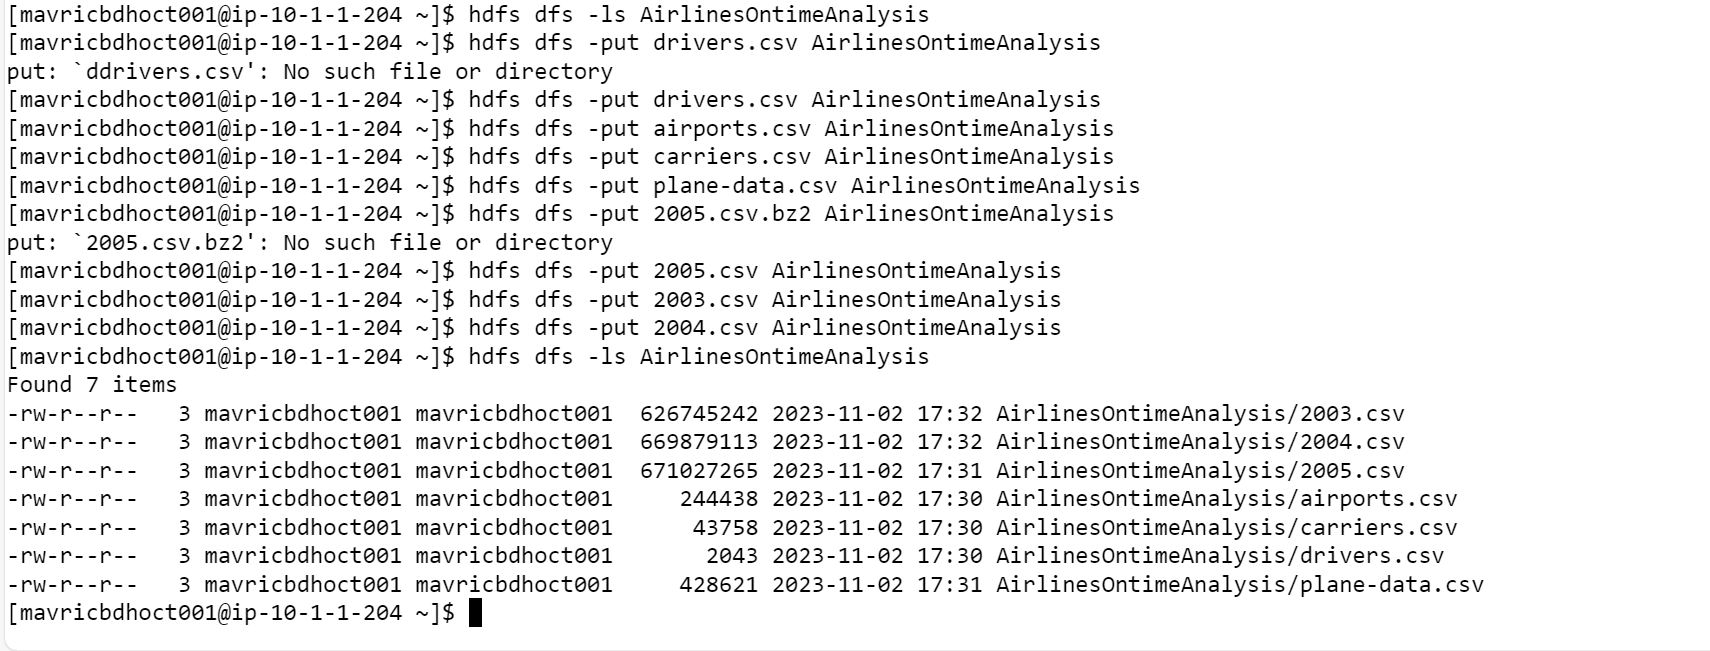 [mavricbdhoct001@ip-10-1-1-204 ~]$ hdfs dfs -ls AirlinesOntimeAnalysis
[mavricbdhoct001@ip-10-1-1-204 ~]$ hdfs dfs -put drivers.csv AirlinesOntimeAnalysis
put: `ddrivers.csv': No such file or directory
[mavricbdhoct001@ip-10-1-1-204 ~]$ hdfs dfs -put drivers.csv AirlinesOntimeAnalysis
[mavricbdhoct001@ip-10-1-1-204 ~]$ hdfs dfs -put airports.csv AirlinesOntimeAnalysis
[mavricbdhoct001@ip-10-1-1-204 ~]$ hdfs dfs -put carriers.csv AirlinesOntimeAnalysis
[mavricbdhoct001@ip-10-1-1-204 ~]$ hdfs dfs -put plane-data.csv AirlinesOntimeAnalysis
[mavricbdhoct001@ip-10-1-1-204 ~]$ hdfs dfs -put 2005.csv.bz2 AirlinesOntimeAnalysis
put: `2005.csv.bz2': No such file or directory
[mavricbdhoct001@ip-10-1-1-204 ~]$ hdfs dfs -put 2005.csv AirlinesOntimeAnalysis
[mavricbdhoct001@ip-10-1-1-204 ~]$ hdfs dfs -put 2003.csv AirlinesOntimeAnalysis
[mavricbdhoct001@ip-10-1-1-204 ~]$ hdfs dfs -put 2004.csv AirlinesOntimeAnalysis
[mavricbdhoct001@ip-10-1-1-204 ~]$ hdfs dfs -ls AirlinesOntimeAnalysis
Found 7 items
-rw-r--r--   3 mavricbdhoct001 mavricbdhoct001  626745242 2023-11-02 17:32 AirlinesOntimeAnalysis/2003.csv
-rw-r--r--   3 mavricbdhoct001 mavricbdhoct001  669879113 2023-11-02 17:32 AirlinesOntimeAnalysis/2004.csv
-rw-r--r--   3 mavricbdhoct001 mavricbdhoct001  671027265 2023-11-02 17:31 AirlinesOntimeAnalysis/2005.csv
-rw-r--r--   3 mavricbdhoct001 mavricbdhoct001     244438 2023-11-02 17:30 AirlinesOntimeAnalysis/airports.csv
-rw-r--r--   3 mavricbdhoct001 mavricbdhoct001      43758 2023-11-02 17:30 AirlinesOntimeAnalysis/carriers.csv
-rw-r--r--   3 mavricbdhoct001 mavricbdhoct001       2043 2023-11-02 17:30 AirlinesOntimeAnalysis/drivers.csv
-rw-r--r--   3 mavricbdhoct001 mavricbdhoct001     428621 2023-11-02 17:31 AirlinesOntimeAnalysis/plane-data.csv
[mavricbdhoct001@ip-10-1-1-204 ~]$